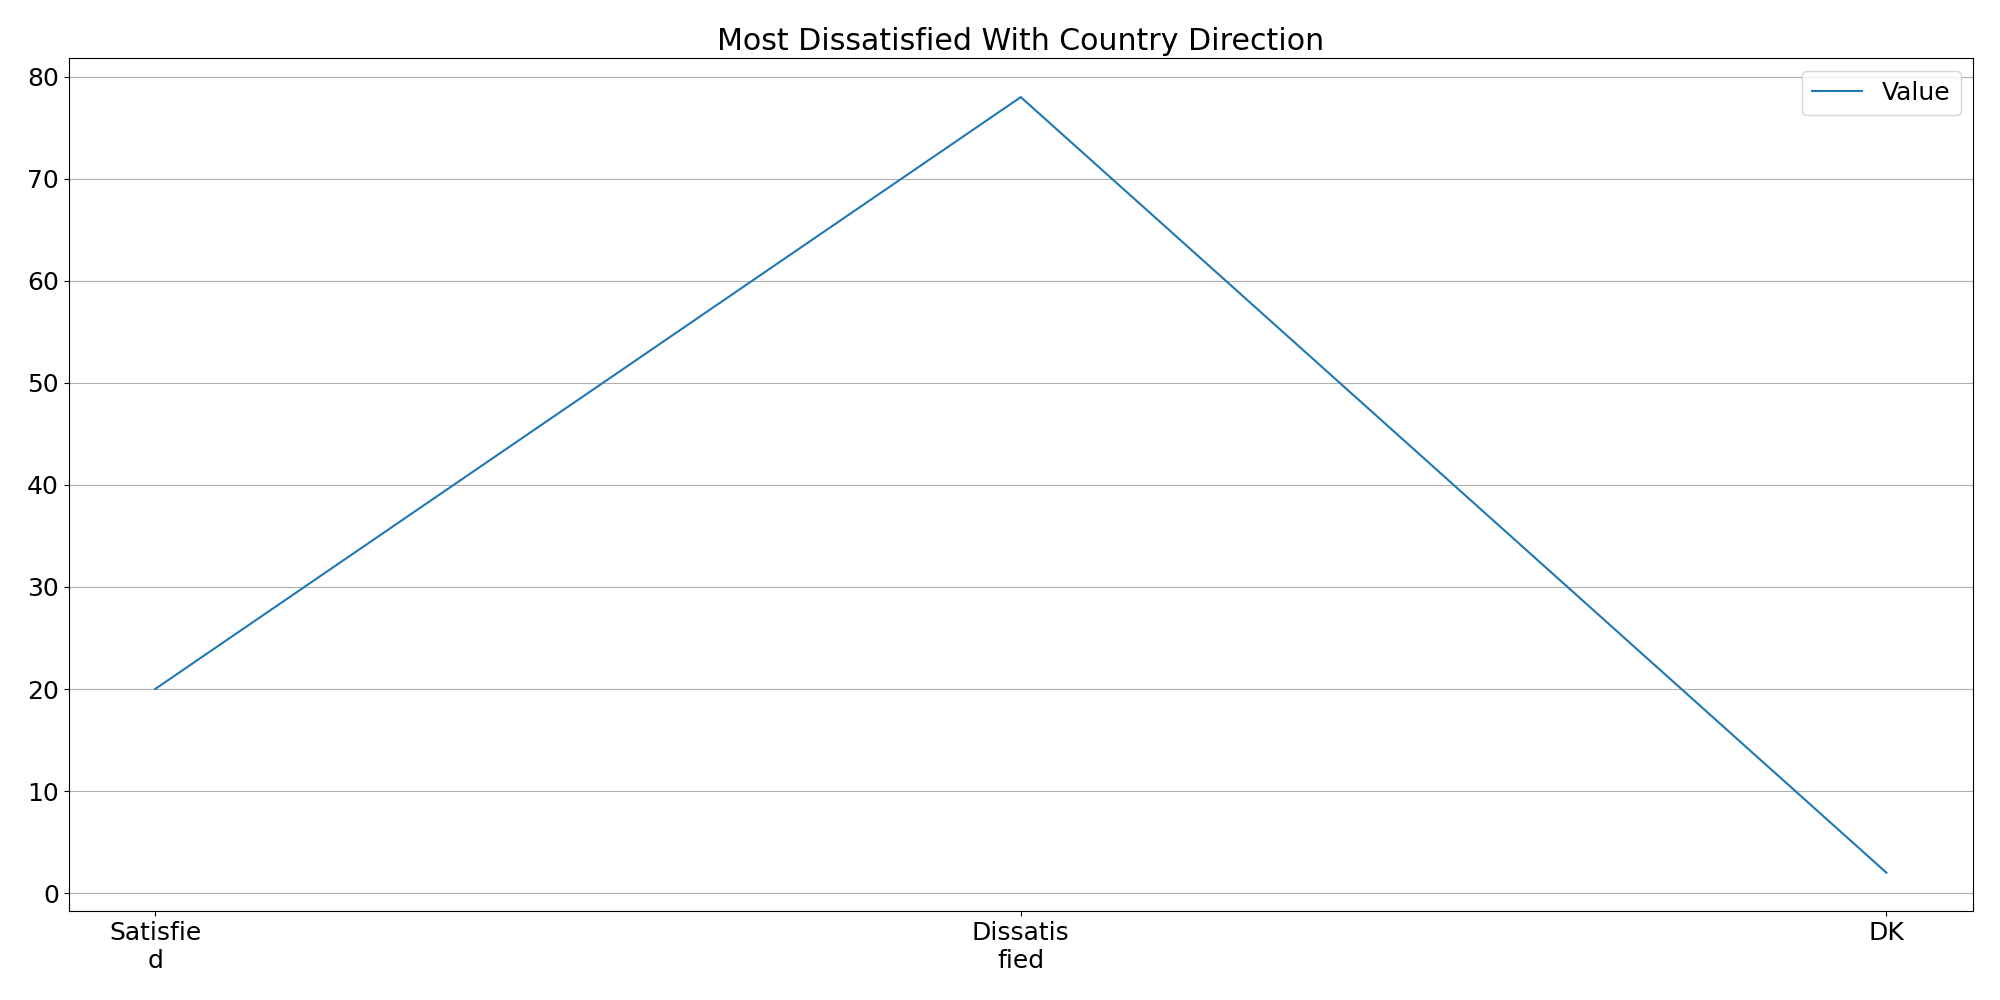 Most Dissatisfied With Country Direction
Value
80
70
60
50
40
30
20
10
0
Satisfie
d
Dissatis
fied
DK